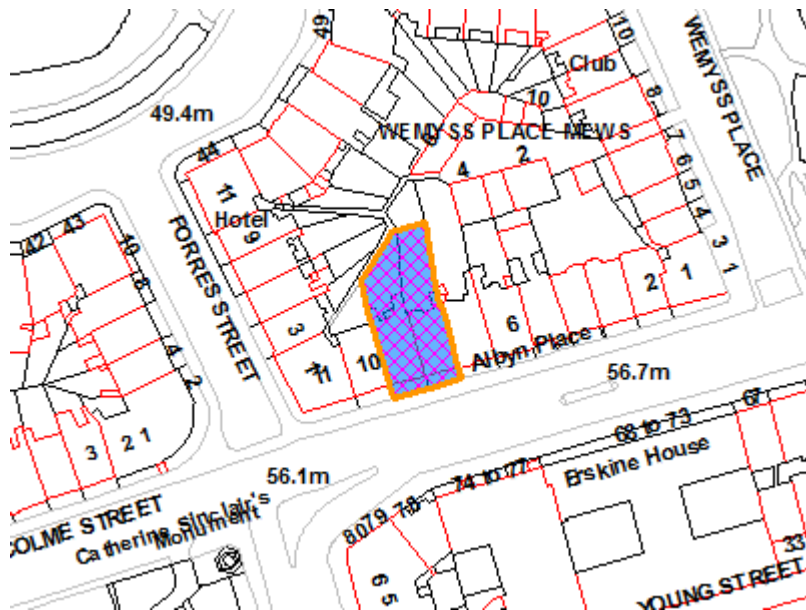 49
10
Club
WEMYSS PLACE
49.4m
10
8
WEMYSS PLACE MEWS
8
7
44
2
6
4
5
11
4
Hotel
9
3
1
FORRES STREET
43
42
10
8
1
2
3
6
Albyn Place
4
10
11
2
56.7m
67
68 to 73
3
2 1
Erskine House
74 to 77
56.1m
78
79
80
COLME STREET
Catherine Sinclair's
Monument
33
6
5
YOUNG STREET